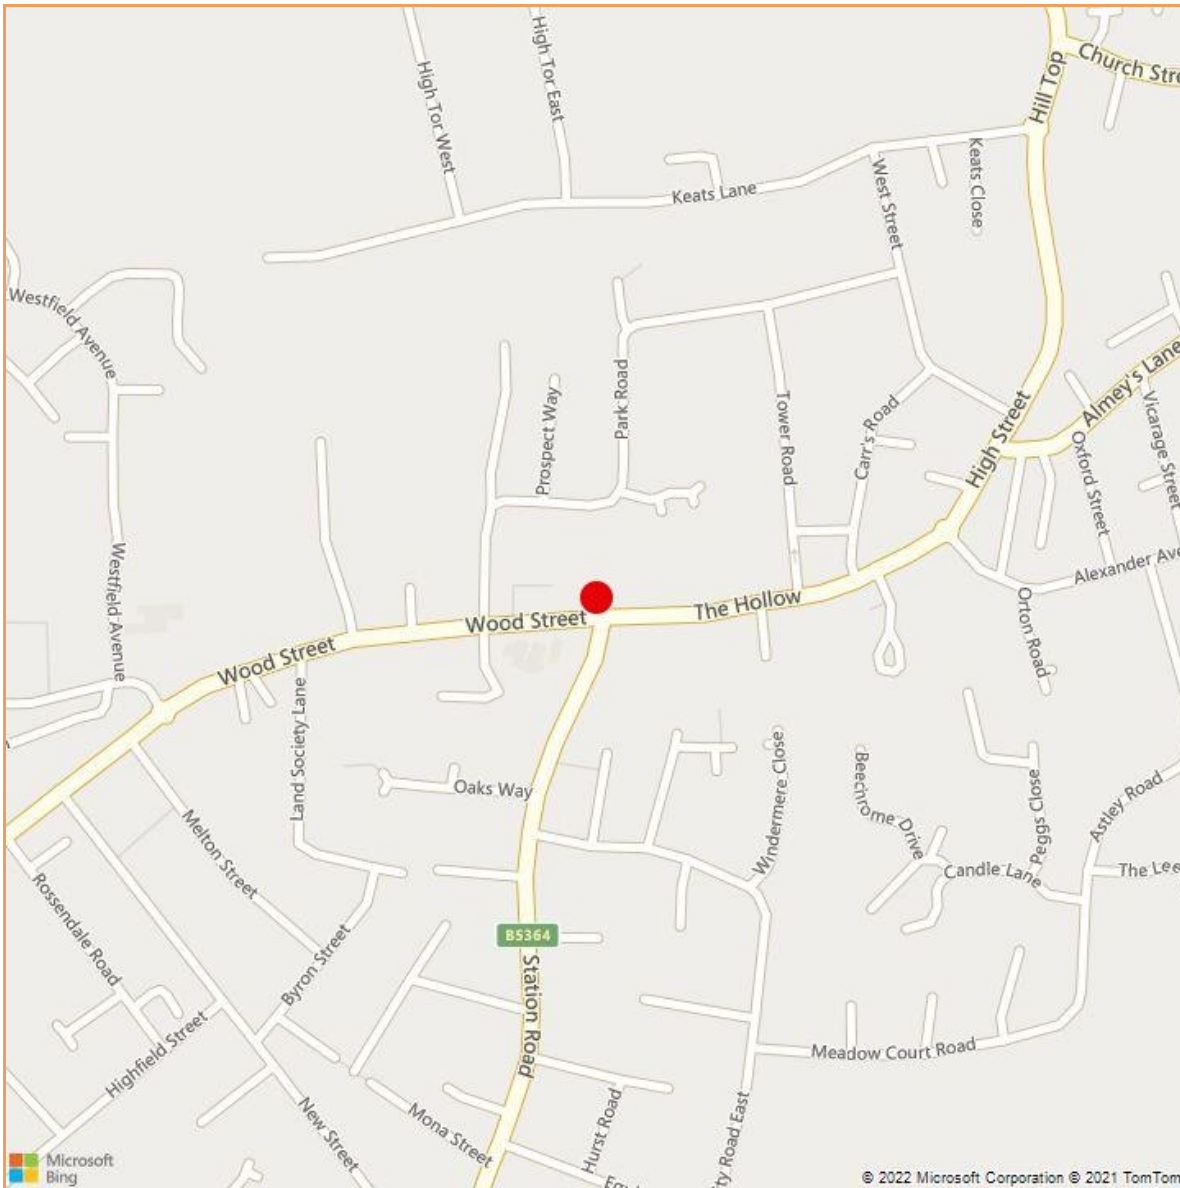 High Tor West
High Tor East
Hill Top
Church Stre
Keats Close
Keats Lane
West Street
Westfield Avenue
Park Road
Prospect Way
Tower Road
Carr's Road
High Street
Almey's Lane
Vicarage Street
Oxford Street
Westfield Avenue
Alexander Ave
Orton Road
The Hollow
Wood Street
Wood Street
Land Society Lane
Oaks Way
Windermere Close
Beechrome Drive
Peggs Close
Astley Road
Candle Lane
The Lee
Melton Street
Rossendale Road
Byron Street
B5364
Station Road
Highfield Street
Meadow Court Road
New Street
Mona Street
Hurst Road
ty Road East
Microsoft
Bing
© 2022 Microsoft Corporation © 2021 TomTom